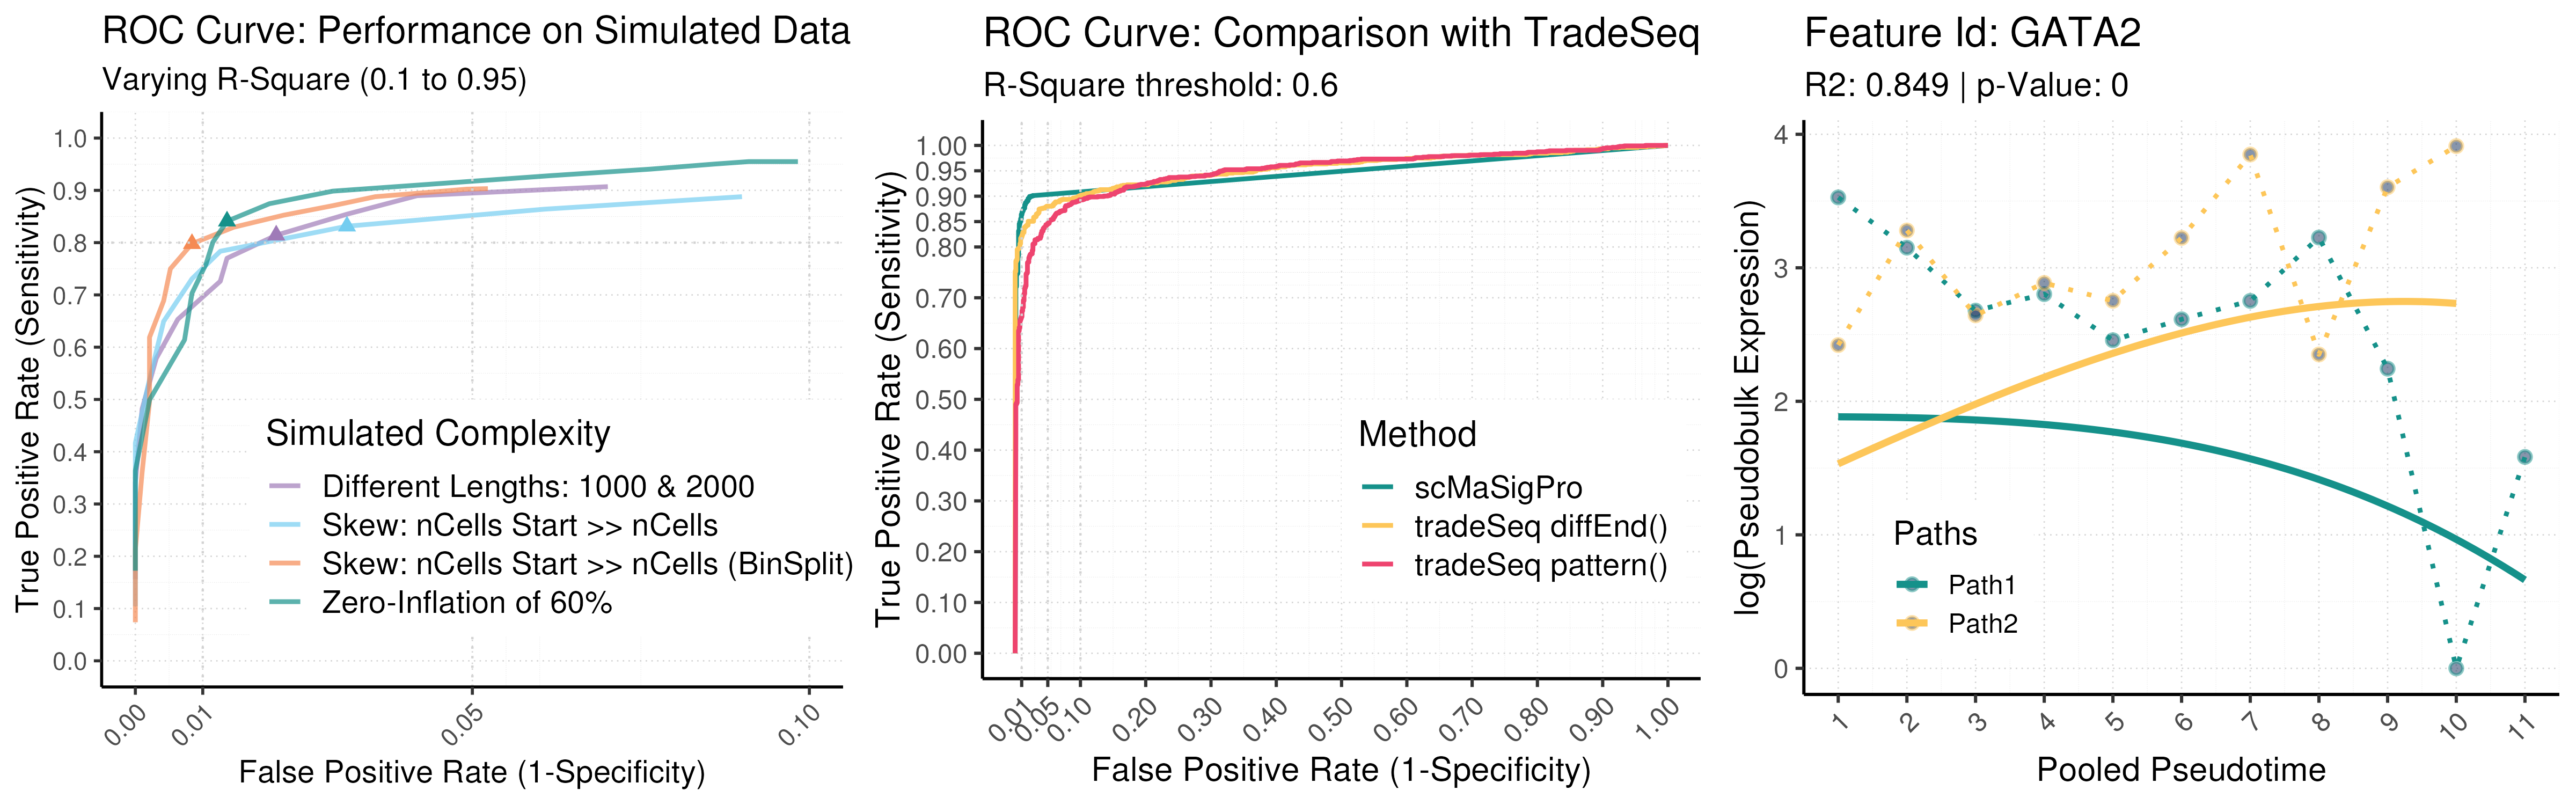 ROC Curve: Performance on Simulated Data
Varying R-Square (0.1 to 0.95)
True Positive Rate (Sensitivity)
1.0
0.9
0.8
0.7
0.6
0.5
0.4
0.3
0.2
0.1
0.0
Simulated Complexity
Different Lengths: 1000 & 2000
Skew: nCells Start >> nCells
Skew: nCells Start >> nCells (BinSplit)
Zero-Inflation of 60%
0.00
0.01
0.05
0.10
False Positive Rate (1-Specificity)
ROC Curve: Comparison with TradeSeq
R-Square threshold: 0.6
True Positive Rate (Sensitivity)
1.00
0.95
0.90
0.85
0.80
0.70
0.60
0.50
0.40
0.30
0.20
0.10
0.00
Method
scMaSigPro
tradeSeq diffEnd()
tradeSeq pattern()
0.01
0.05
0.10
0.20
0.30
0.40
0.50
0.60
0.70
0.80
0.90
1.00
False Positive Rate (1-Specificity)
Feature Id: GATA2
R2: 0.849 | p-Value: 0
log(Pseudobulk Expression)
4
3
2
1
0
Paths
Path1
Path2
1
2
3
4
5
6
7
8
9
10
11
Pooled Pseudotime